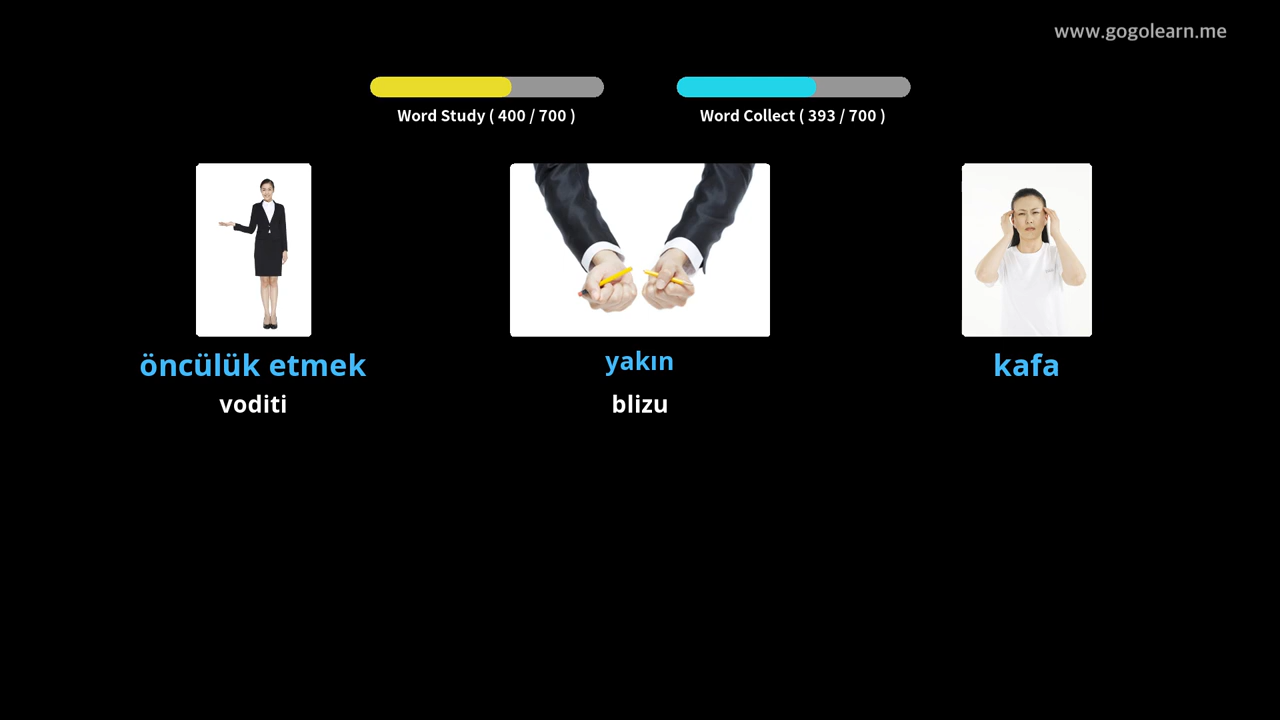 www.gogolearn.me
Word Study ( 400 / 700 )
Word Collect ( 393 / 700 )
öncülük etmek
yakın
kafa
voditi
blizu